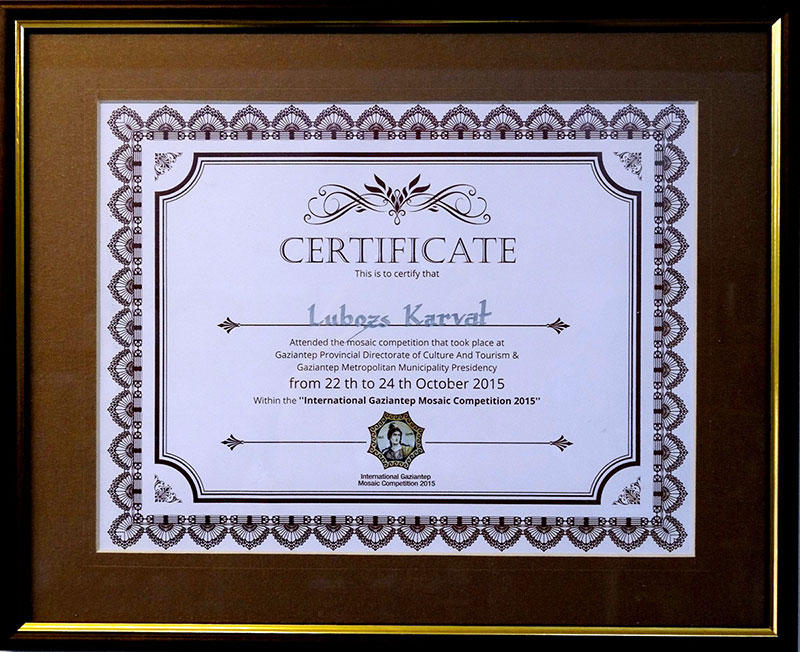 CERTIFICATE
This is to certify that
Lubozs Karvat
Attended the mosaic competition that took place at
Gaziantep Provincial Directorate of Culture And Tourism &
Gaziantep Metropolitan Municipality Presidency
from 22 th to 24 th October 2015
Within the ''International Gaziantep Mosaic Competition 2015''
International Gaziantep
Mosaic Competition 2015